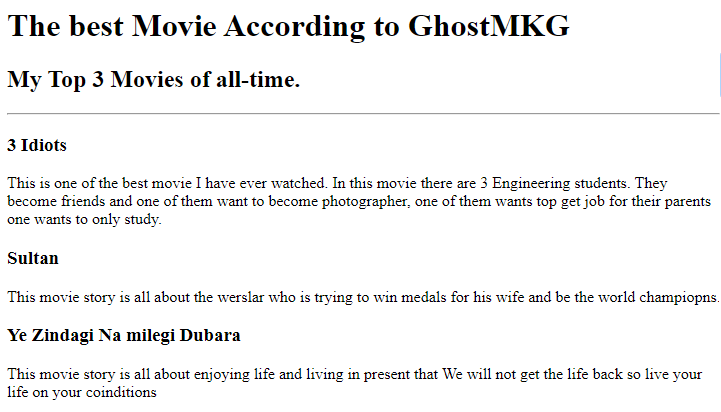 The best Movie According to GhostMKG
My Top 3 Movies of all-time.
3 Idiots
This is one of the best movie I have ever watched. In this movie there are 3 Engineering students. They
become friends and one of them want to become photographer, one of them wants top get job for their parents
one wants to only study.
Sultan
This movie story is all about the werslar who is trying to win medals for his wife and be the world champiopns.
Ye Zindagi Na milegi Dubara
This movie story is all about enjoying life and living in present that We will not get the life back so live your
life on your coinditions